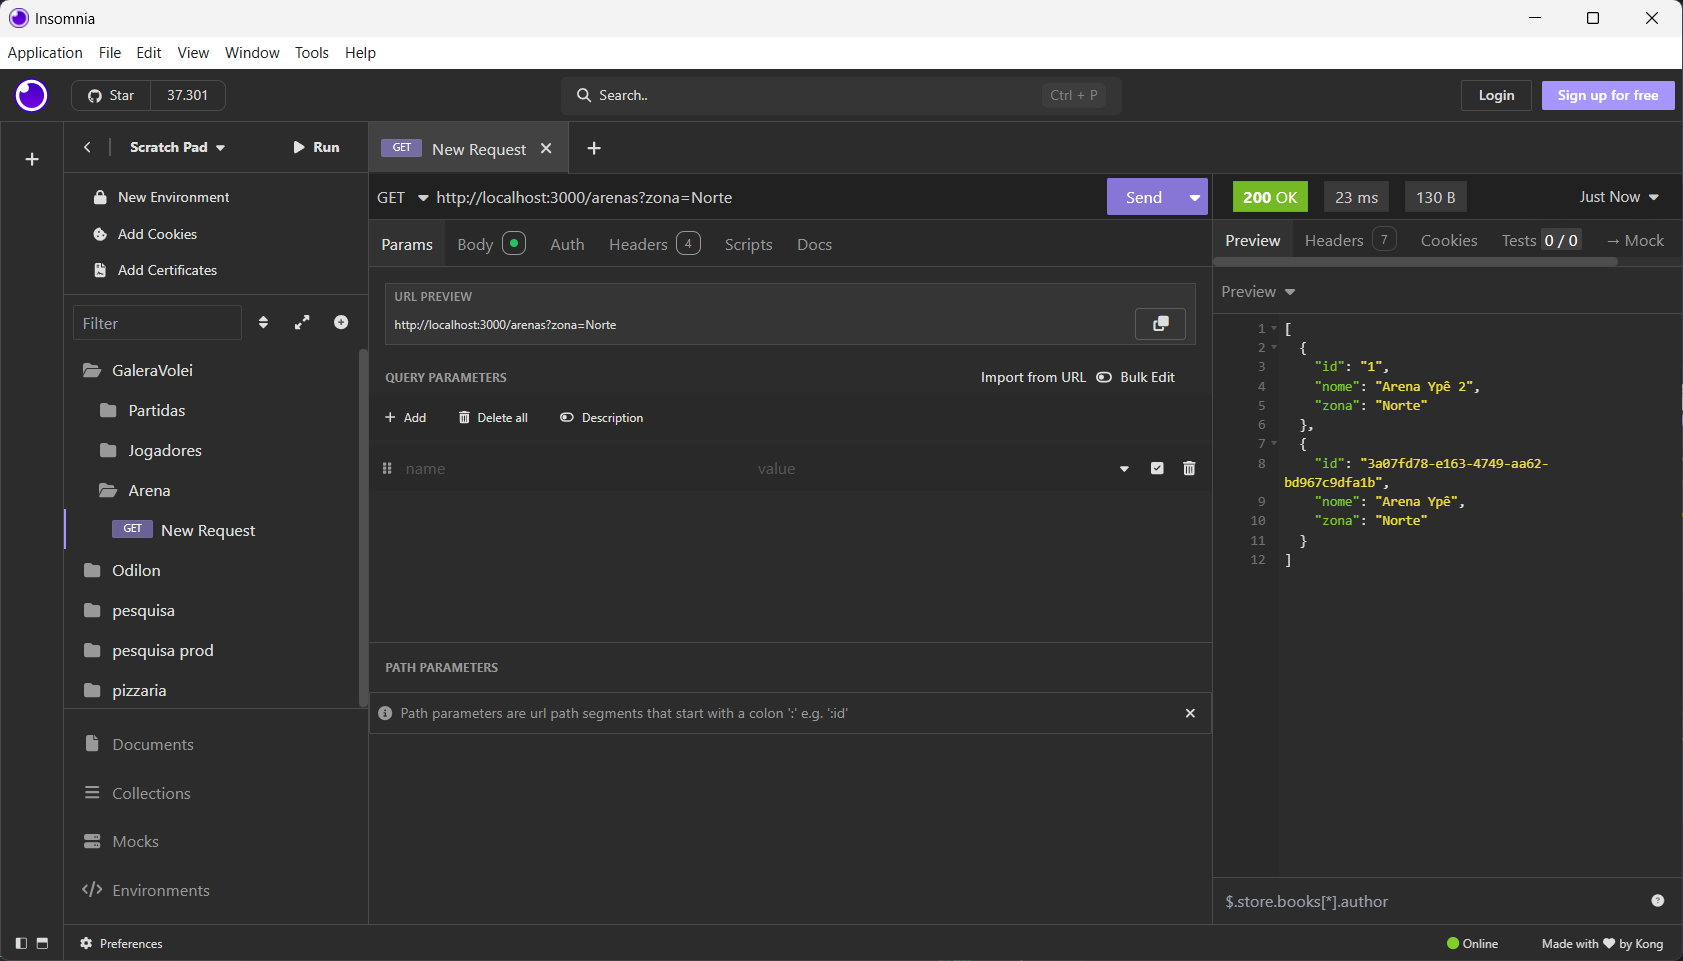 Insomnia
Application File Edit View Window Tools Help
Star 37.301 Search.. Ctrl + P Login Sign up for free
Scratch Pad Run
GET New Request
New Environment
Add Cookies
Add Certificates
Filter
GaleraVolei
Partidas
Jogadores
Arena
GET New Request
Odilon
pesquisa
pesquisa prod
pizzaria
Documents
Collections
Mocks
Environments
Preferences
GET http://localhost:3000/arenas?zona=Norte Send
Params Body Auth Headers 4 Scripts Docs
URL PREVIEW
http://localhost:3000/arenas?zona=Norte
QUERY PARAMETERS Import from URL Bulk Edit
Add Delete all Description
name value
PATH PARAMETERS
Path parameters are url path segments that start with a colon ':' e.g. ':id'
200 OK 23 ms 130 B Just Now
Preview Headers 7 Cookies Tests 0 / 0 → Mock
Preview
1 [
2 {
3 "id": "1",
4 "nome": "Arena Ypê 2",
5 "zona": "Norte"
6 },
7 {
8 "id": "3a07fd78-e163-4749-aa62-
bd967c9dfa1b",
9 "nome": "Arena Ypê",
10 "zona": "Norte"
11 }
12 ]
$.store.books[*].author
Online Made with ♥ by Kong